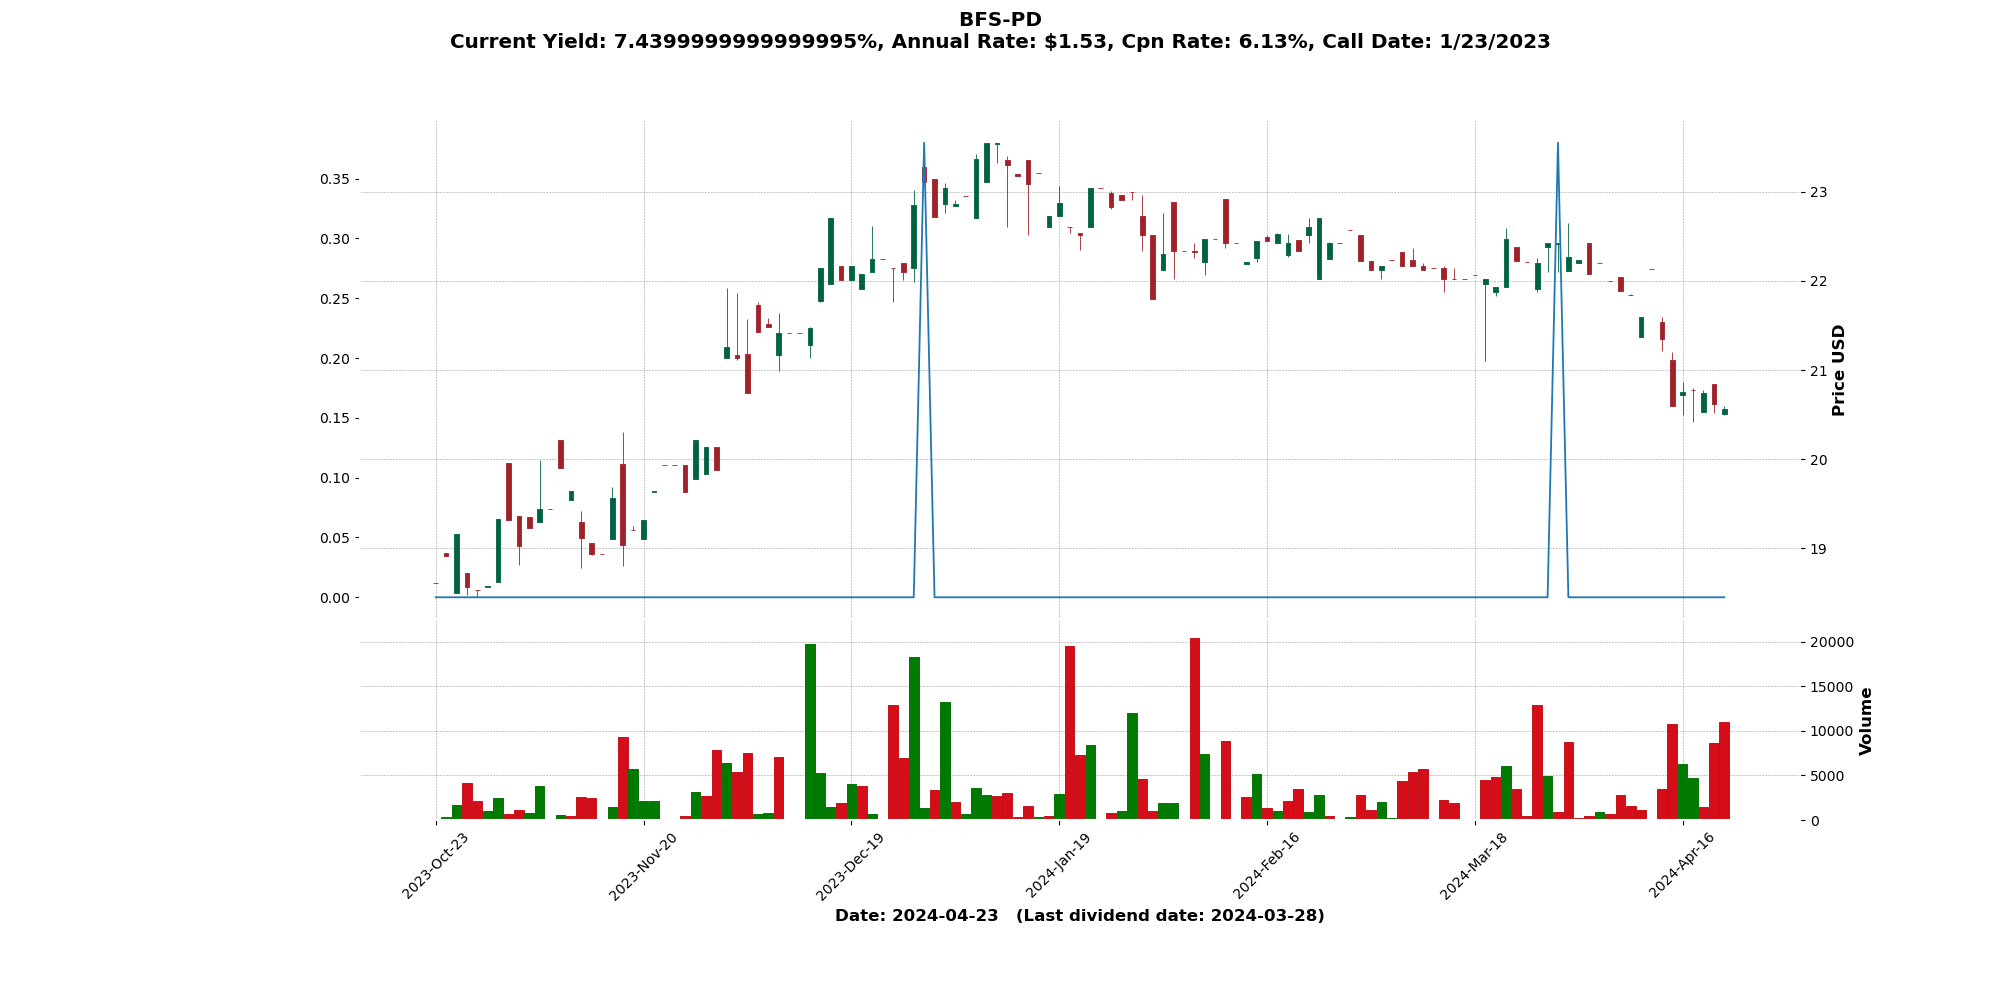 BFS-PD
Current Yield: 7.4399999999999995%, Annual Rate: $1.53, Cpn Rate: 6.13%, Call Date: 1/23/2023
0.35
0.30
0.25
0.20
0.15
0.10
0.05
0.00
23
22
21
20
19
Price USD
20000
15000
10000
5000
0
Volume
2023-Oct-23
2023-Nov-20
2023-Dec-19
2024-Jan-19
2024-Feb-16
2024-Mar-18
2024-Apr-16
Date: 2024-04-23 (Last dividend date: 2024-03-28)